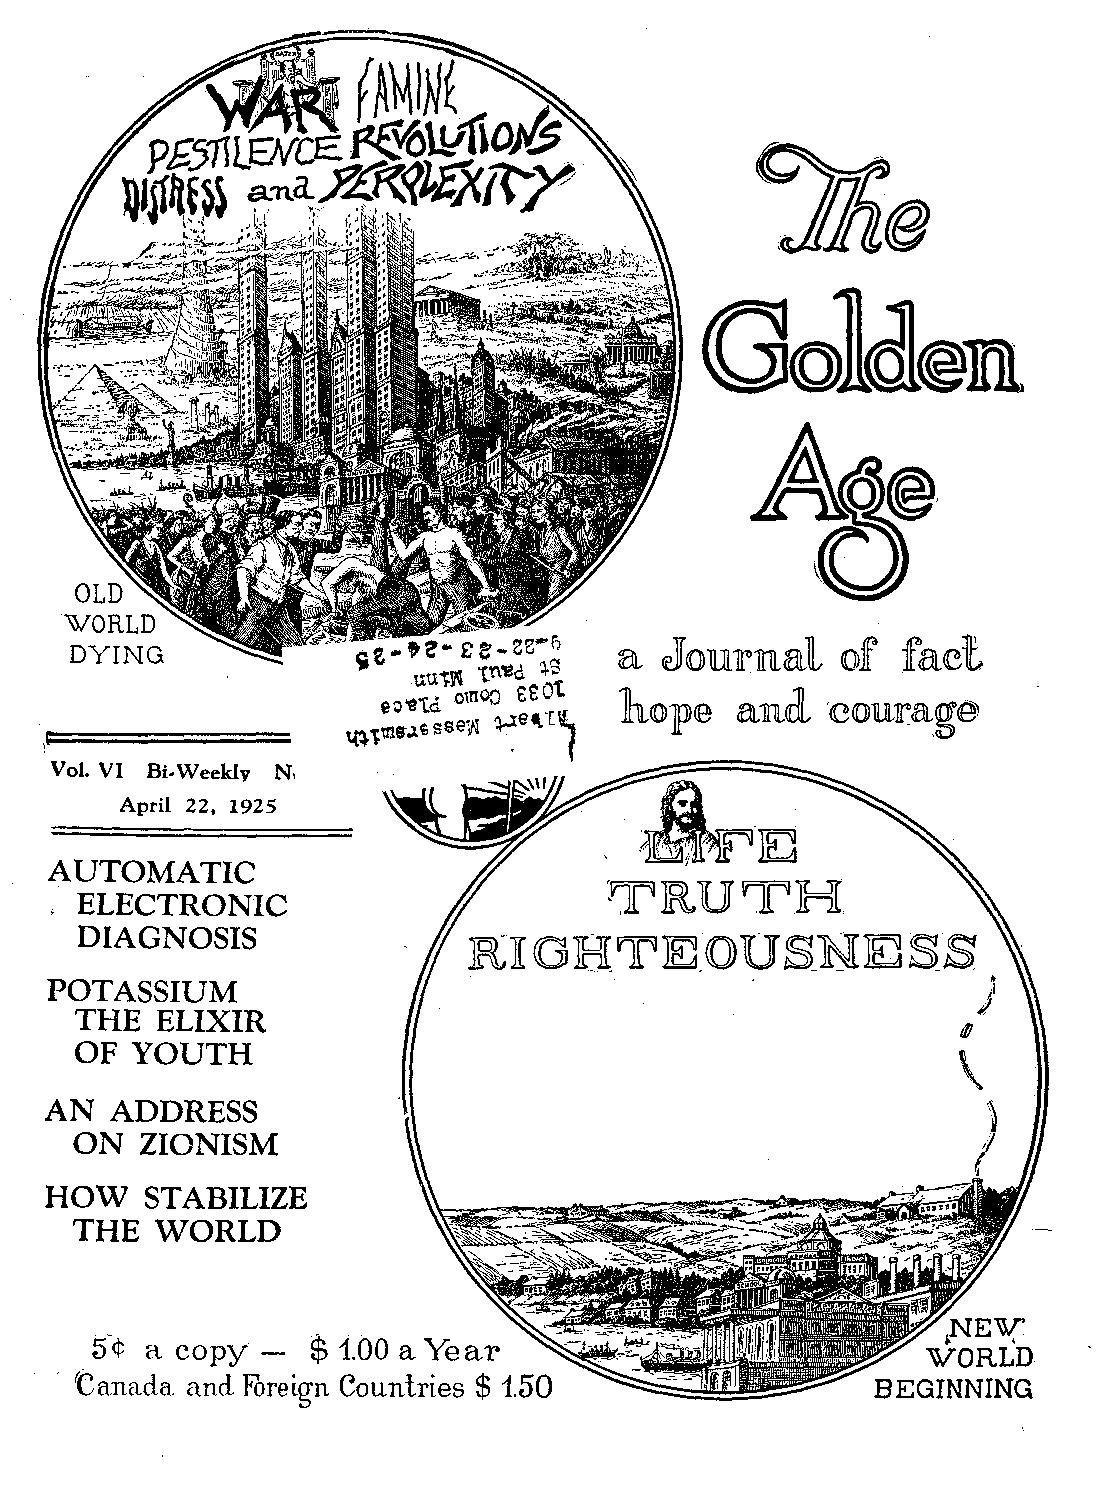 WAR FAMINE
PESTILENCE REVOLUTIONS
DISTRESS and PERPLEXITY
The
Golden
Age
OLD
WORLD
DYING
a Journal of fact
hope and courage
Albert Messersmith
1033 Como Place
St Paul Minn
9-22-23-24-25
Vol. VI Bi-Weekly N
April 22, 1925
AUTOMATIC
ELECTRONIC
DIAGNOSIS
POTASSIUM
THE ELIXIR
OF YOUTH
AN ADDRESS
ON ZIONISM
HOW STABILIZE
THE WORLD
LIFE
TRUTH
RIGHTEOUSNESS
5¢ a copy — $ 1.00 a Year
Canada and Foreign Countries $ 1.50
NEW
WORLD
BEGINNING